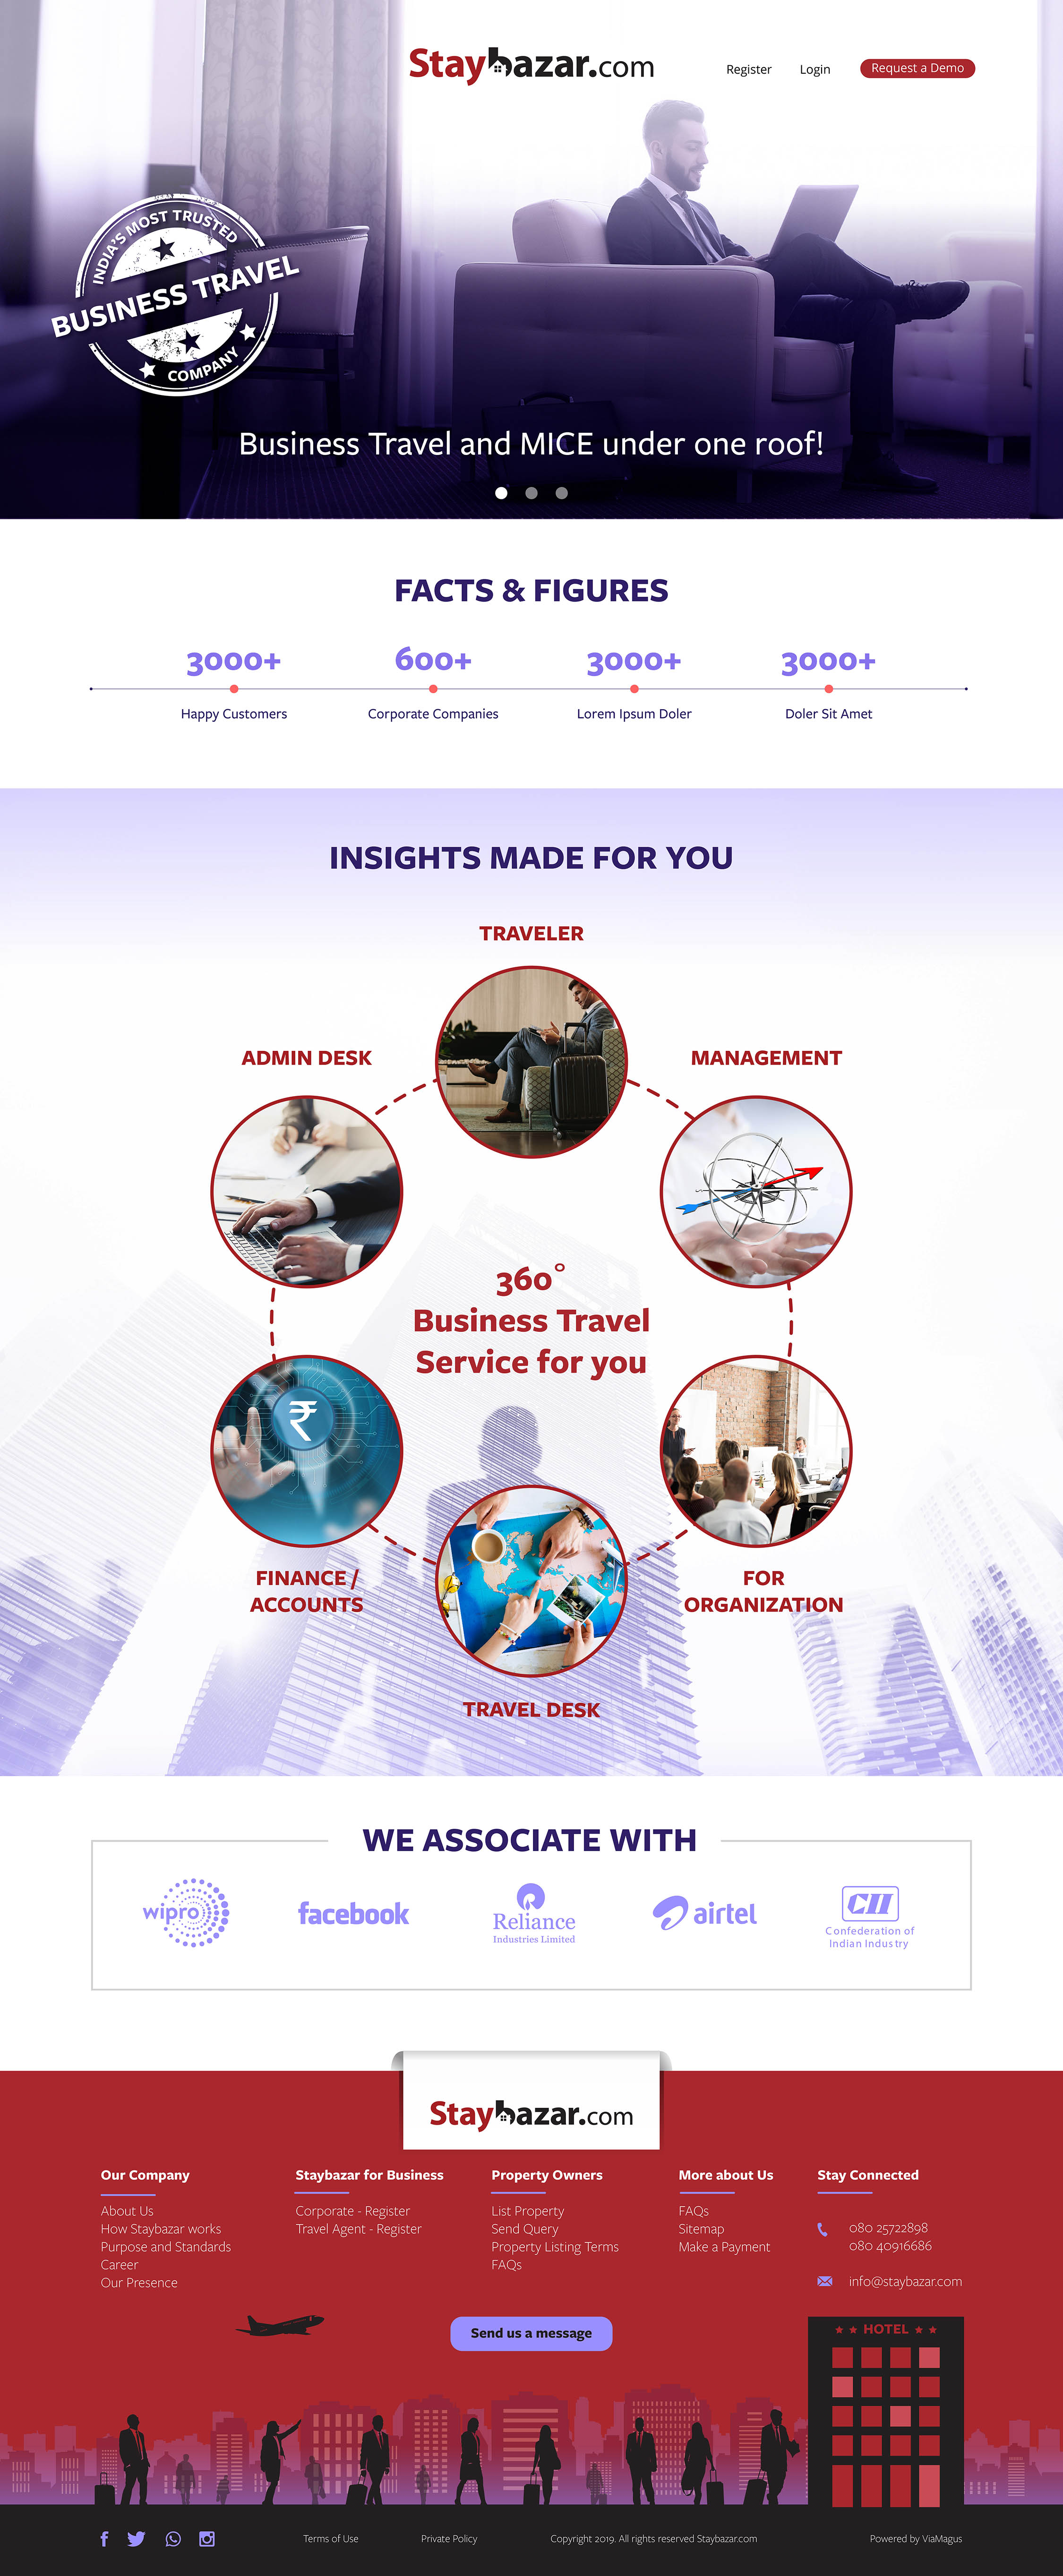 Staybazar.com
Register
Login
Request a Demo
INDIA'S MOST TRUSTED
BUSINESS TRAVEL
COMPANY
Business Travel and MICE under one roof!
FACTS & FIGURES
3000+
600+
3000+
3000+
Happy Customers
Corporate Companies
Lorem Ipsum Doler
Doler Sit Amet
INSIGHTS MADE FOR YOU
TRAVELER
ADMIN DESK
MANAGEMENT
360°
Business Travel
Service for you
₹
FINANCE /
ACCOUNTS
FOR
ORGANIZATION
TRAVEL DESK
WE ASSOCIATE WITH
wipro
facebook
Reliance
Industries Limited
airtel
CII
Confederation of
Indian Industry
Staybazar.com
Our Company
About Us
How Staybazar works
Purpose and Standards
Career
Our Presence
Staybazar for Business
Corporate - Register
Travel Agent - Register
Property Owners
List Property
Send Query
Property Listing Terms
FAQs
More about Us
FAQs
Sitemap
Make a Payment
Stay Connected
080 25722898
080 40916686
info@staybazar.com
Send us a message
★ ★ HOTEL ★ ★
Terms of Use
Private Policy
Copyright 2019. All rights reserved Staybazar.com
Powered by ViaMagus